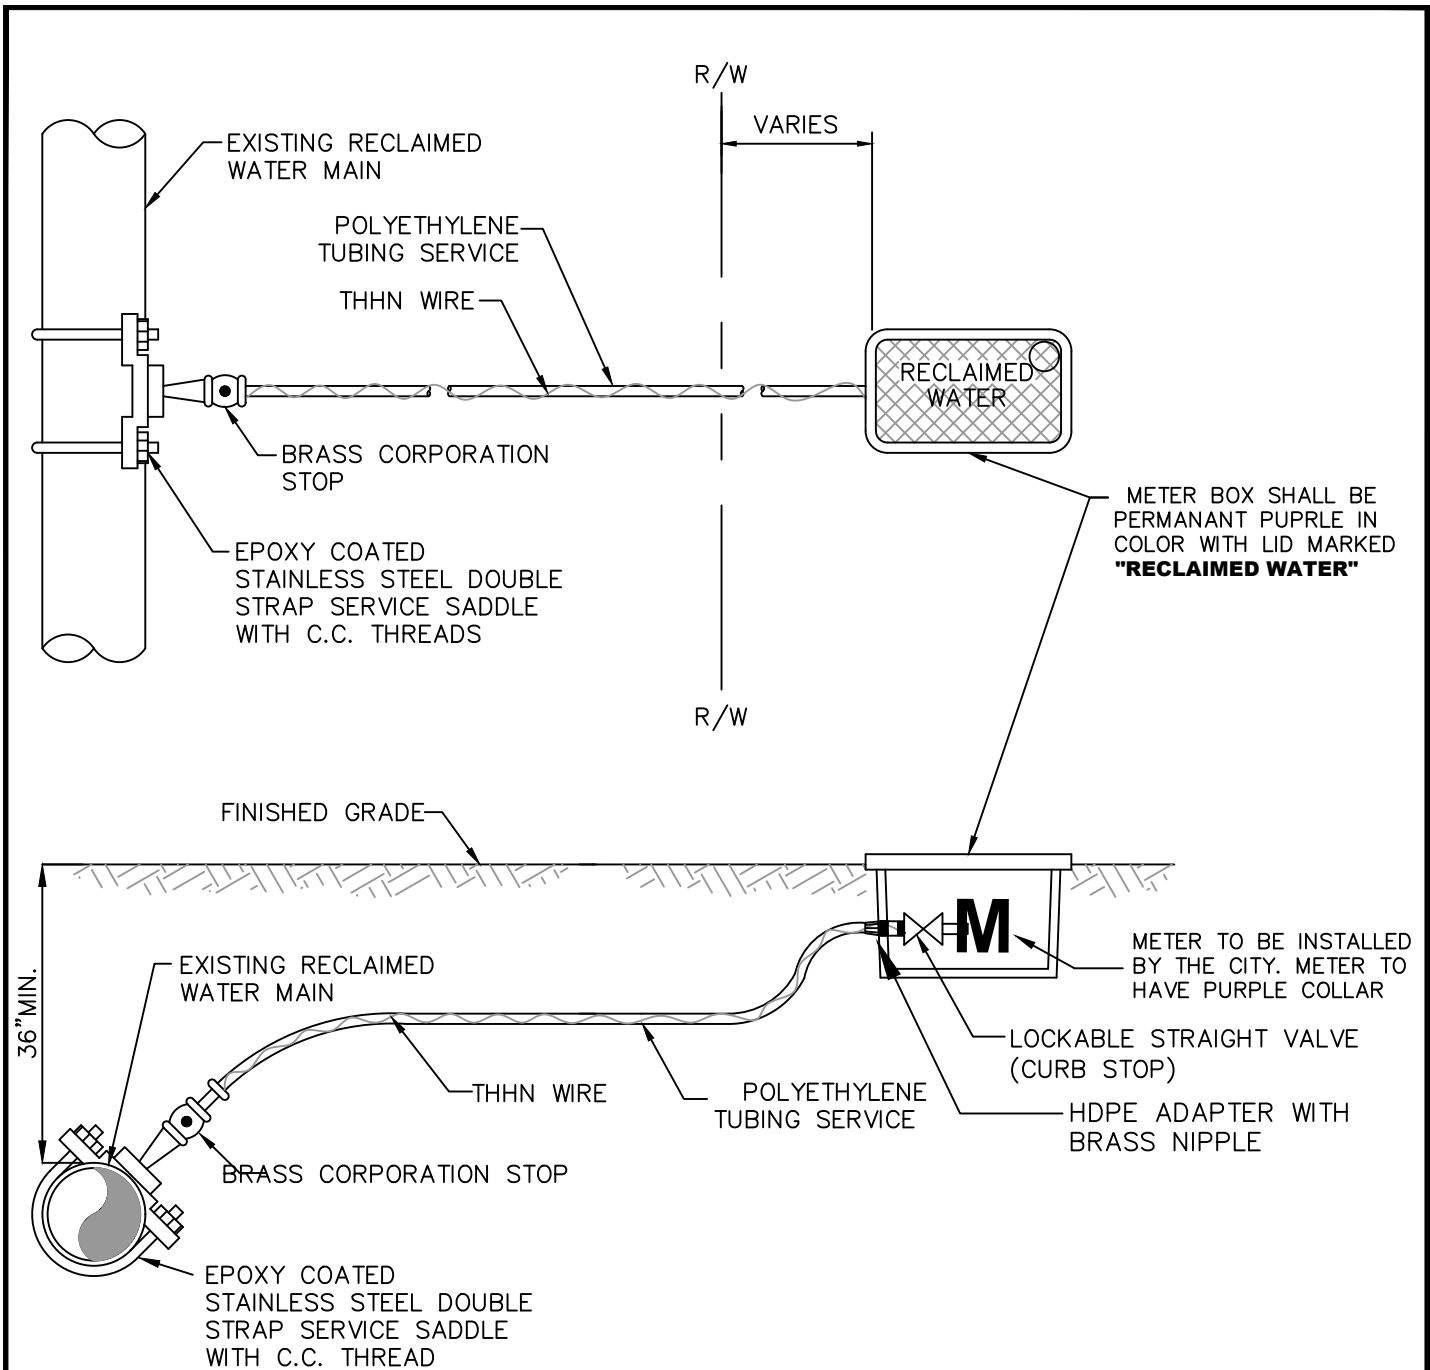 R/W
VARIES
EXISTING RECLAIMED
WATER MAIN
POLYETHYLENE
TUBING SERVICE
THHN WIRE
RECLAIMED
WATER
BRASS CORPORATION
STOP
METER BOX SHALL BE
PERMANANT PUPRLE IN
COLOR WITH LID MARKED
"RECLAIMED WATER"
EPOXY COATED
STAINLESS STEEL DOUBLE
STRAP SERVICE SADDLE
WITH C.C. THREADS
R/W
FINISHED GRADE
M
METER TO BE INSTALLED
BY THE CITY. METER TO
HAVE PURPLE COLLAR
36”MIN.
EXISTING RECLAIMED
WATER MAIN
LOCKABLE STRAIGHT VALVE
(CURB STOP)
THHN WIRE
POLYETHYLENE
TUBING SERVICE
HDPE ADAPTER WITH
BRASS NIPPLE
BRASS CORPORATION STOP
EPOXY COATED
STAINLESS STEEL DOUBLE
STRAP SERVICE SADDLE
WITH C.C. THREAD